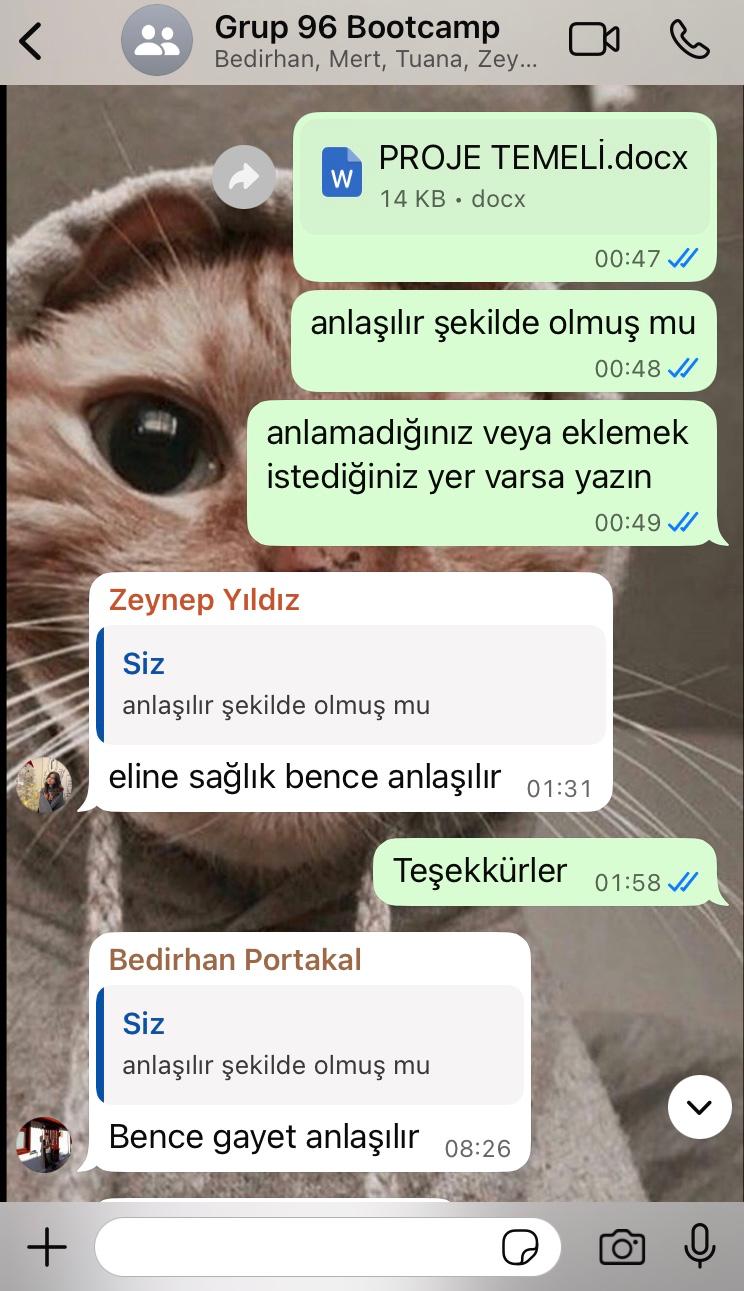 Grup 96 Bootcamp
Bedirhan, Mert, Tuana, Zey...
PROJE TEMELİ.docx
W
14 KB • docx
00:47
anlaşılır şekilde olmuş mu
00:48
anlamadığınız veya eklemek
istediğiniz yer varsa yazın
00:49
Zeynep Yıldız
Siz
anlaşılır şekilde olmuş mu
eline sağlık bence anlaşılır 01:31
Teşekkürler 01:58
Bedirhan Portakal
Siz
anlaşılır şekilde olmuş mu
Bence gayet anlaşılır 08:26